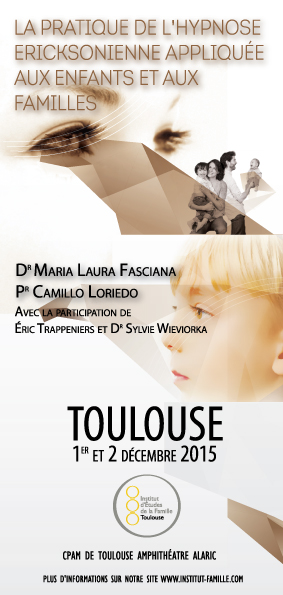 LA PRATIQUE DE L'HYPNOSE
ERICKSONIENNE APPLIQUÉE
AUX ENFANTS ET AUX
FAMILLES
DR MARIA LAURA FASCIANA
PR CAMILLO LORIEDO
AVEC LA PARTICIPATION DE
ÉRIC TRAPPENIERS ET DR SYLVIE WIEVIORKA
TOULOUSE
1ER ET 2 DÉCEMBRE 2015
Institut
d'Études
de la Famille
Toulouse
CPAM DE TOULOUSE AMPHITHÉATRE ALARIC
PLUS D'INFORMATIONS SUR NOTRE SITE WWW.INSTITUT-FAMILLE.COM